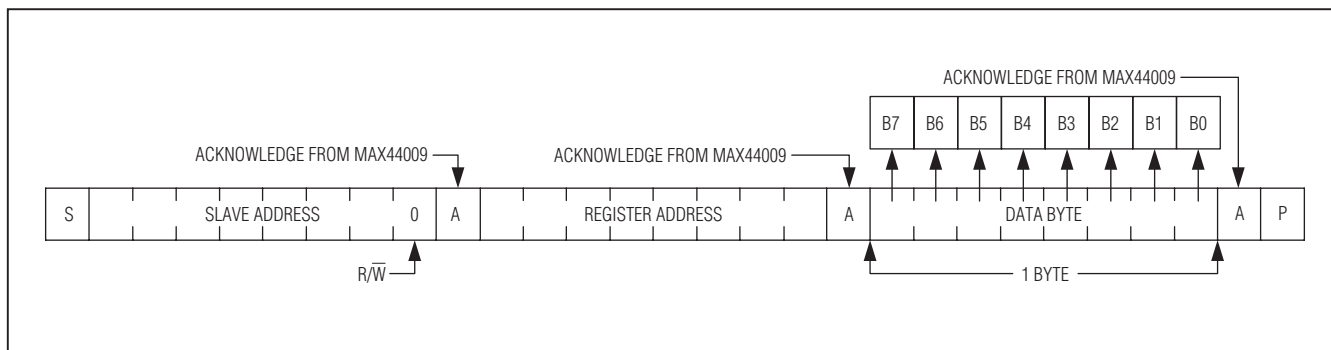 ACKNOWLEDGE FROM MAX44009
B7 B6 B5 B4 B3 B2 B1 B0
ACKNOWLEDGE FROM MAX44009 ACKNOWLEDGE FROM MAX44009
S SLAVE ADDRESS 0 A REGISTER ADDRESS A DATA BYTE A P
R/W̅ 1 BYTE